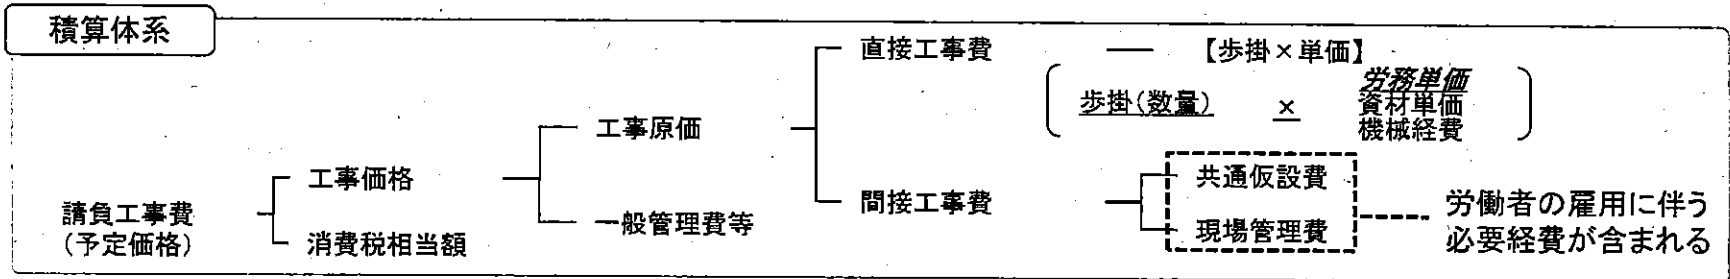 積算体系
直接工事費 ― 【歩掛×単価】
歩掛(数量) × 労務単価
資材単価
機械経費
工事原価
工事価格
共通仮設費
間接工事費
現場管理費
労働者の雇用に伴う
必要経費が含まれる
請負工事費
(予定価格)
一般管理費等
消費税相当額